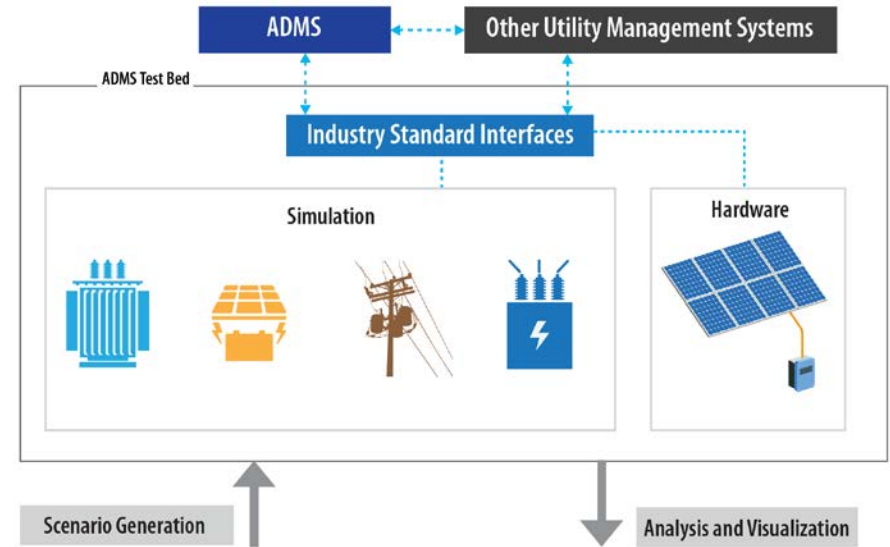 ADMS
Other Utility Management Systems
ADMS Test Bed
Industry Standard Interfaces
Simulation
Hardware
Scenario Generation
Analysis and Visualization